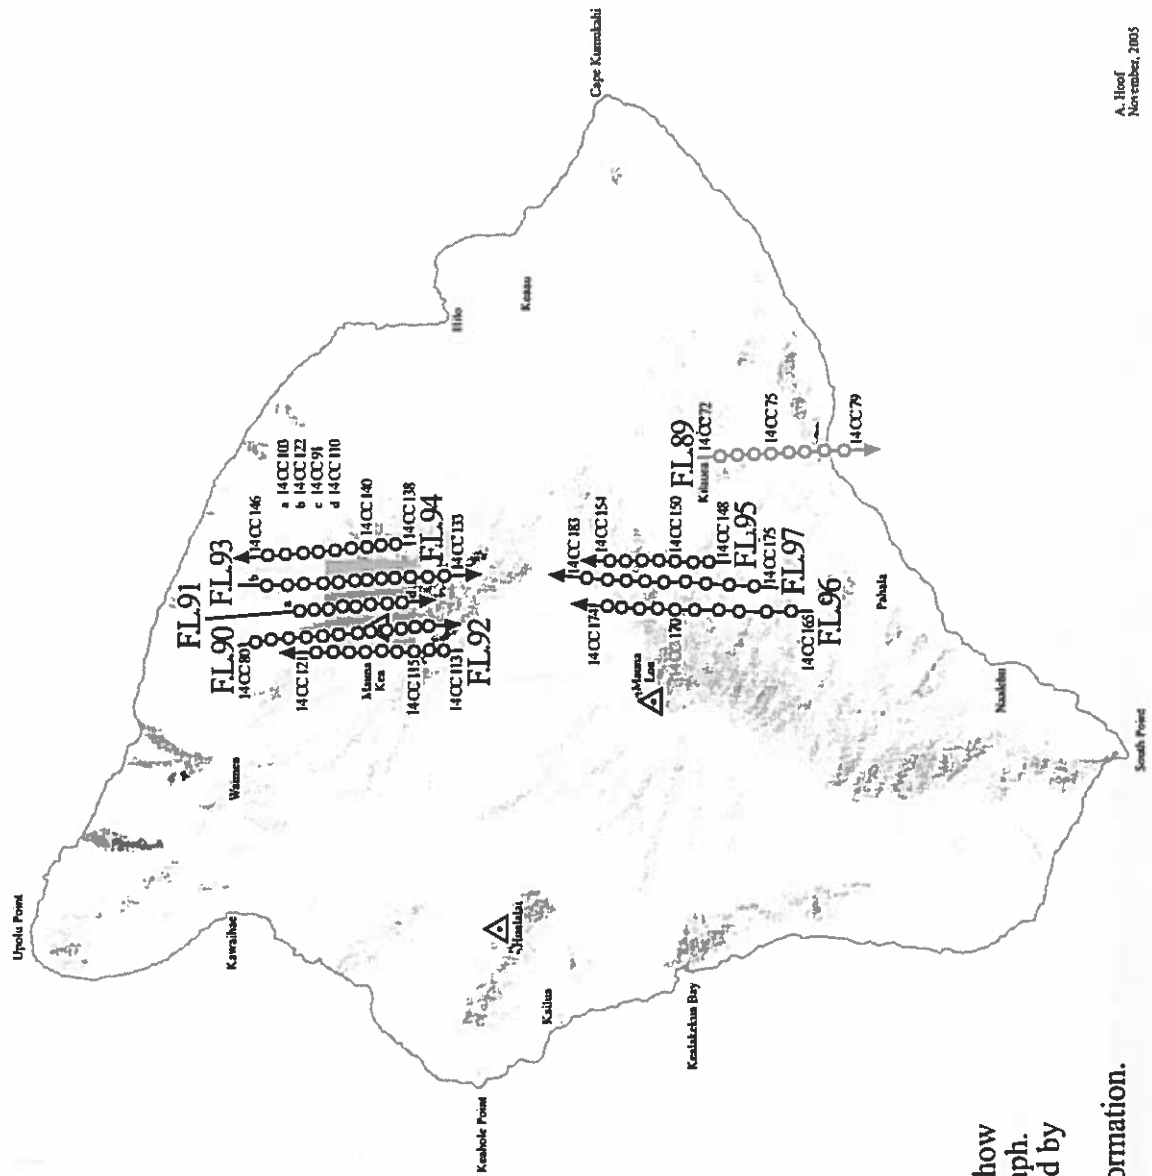 Upolu Point
Kawaihae
Waimea
Keahole Point
Kailua
Hualalai
Kealakekua Bay
Mauna
Kea
Mauna
Loa
Hilo
Keaau
Cape Kumukahi
Kilauea
Pahala
Naalehu
South Point
FL.91
FL.90
FL.93
14CC80
14CC121
14CC115
14CC113
FL.92
14CC146
a 14CC103
b 14CC122
c 14CC91
d 14CC110
a
b
d
14CC140
14CC138
FL.94
14CC133
14CC183
14CC154
14CC150
14CC148
FL.95
14CC175
FL.97
14CC174
14CC170
14CC165
FL.96
FL.89
14CC72
14CC75
14CC79
how
ph.
d by
ormation.
A. Hoof
November, 2005